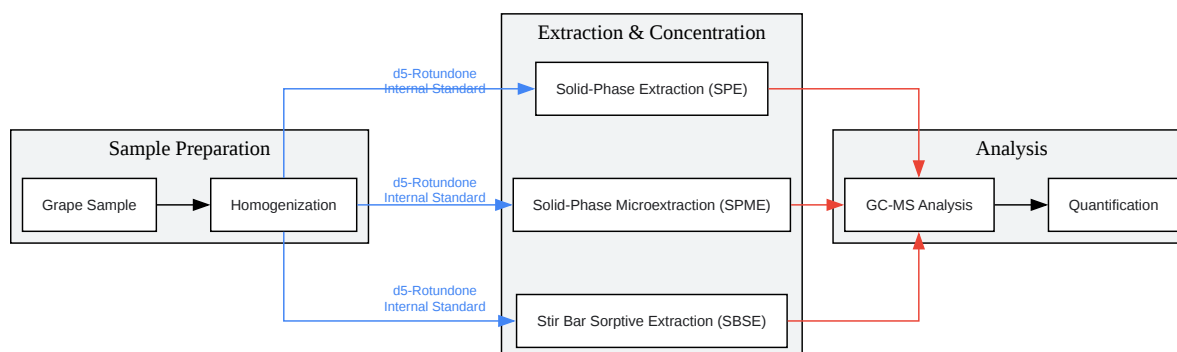 Sample Preparation
Grape Sample
Homogenization
d5-Rotundone
Internal Standard
d5-Rotundone
Internal Standard
d5-Rotundone
Internal Standard
Extraction & Concentration
Solid-Phase Extraction (SPE)
Solid-Phase Microextraction (SPME)
Stir Bar Sorptive Extraction (SBSE)
Analysis
GC-MS Analysis
Quantification